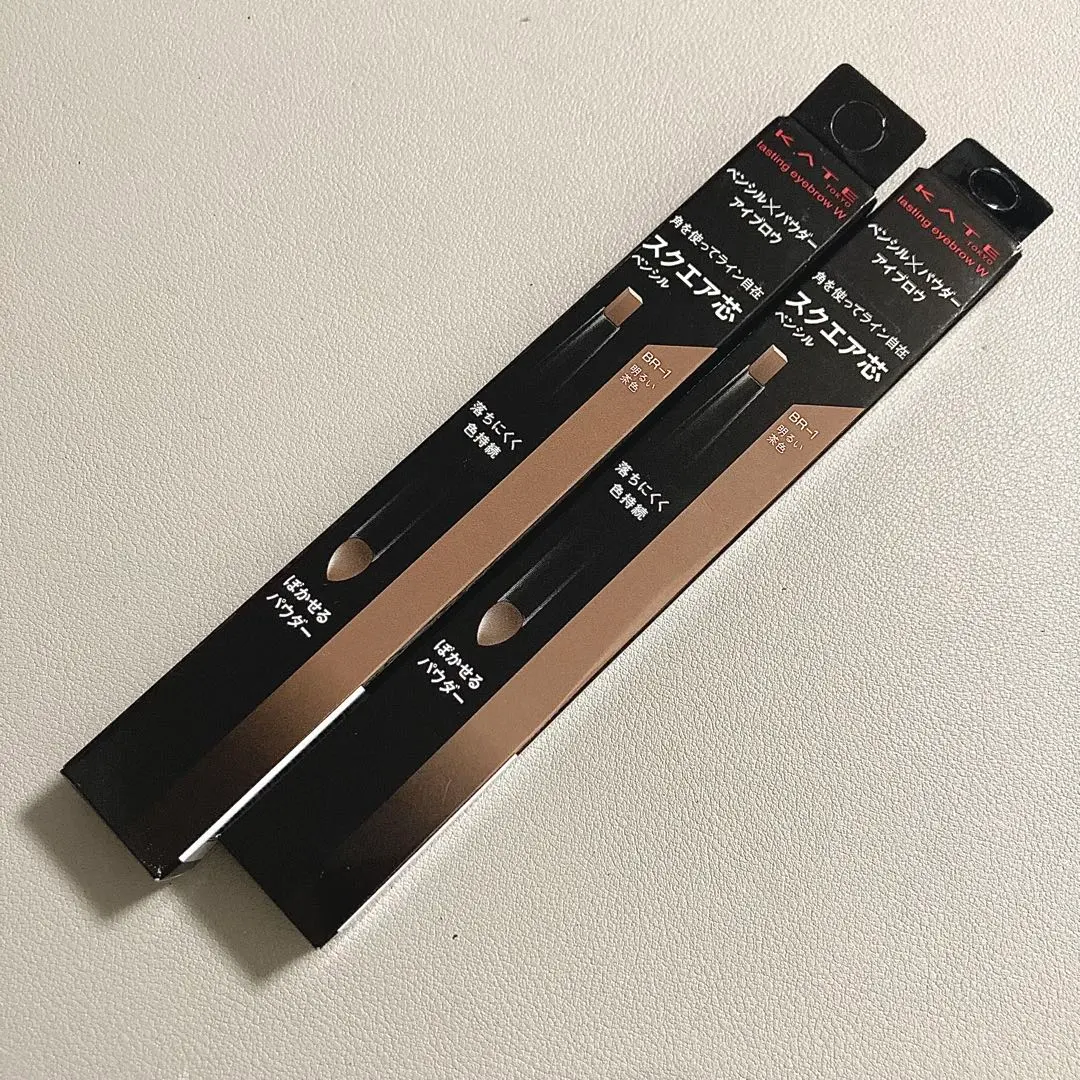 KATE
TOKYO
lasting eyebrow W
ペンシル×パウダー
アイブロウ
角を使ってライン自在
スクエア芯
ペンシル
BR-1
明るい
茶色
落ちにくく
色持続
ぼかせる
パウダー
KATE
TOKYO
lasting eyebrow W
ペンシル×パウダー
アイブロウ
角を使ってライン自在
スクエア芯
ペンシル
BR-1
明るい
茶色
落ちにくく
色持続
ぼかせる
パウダー